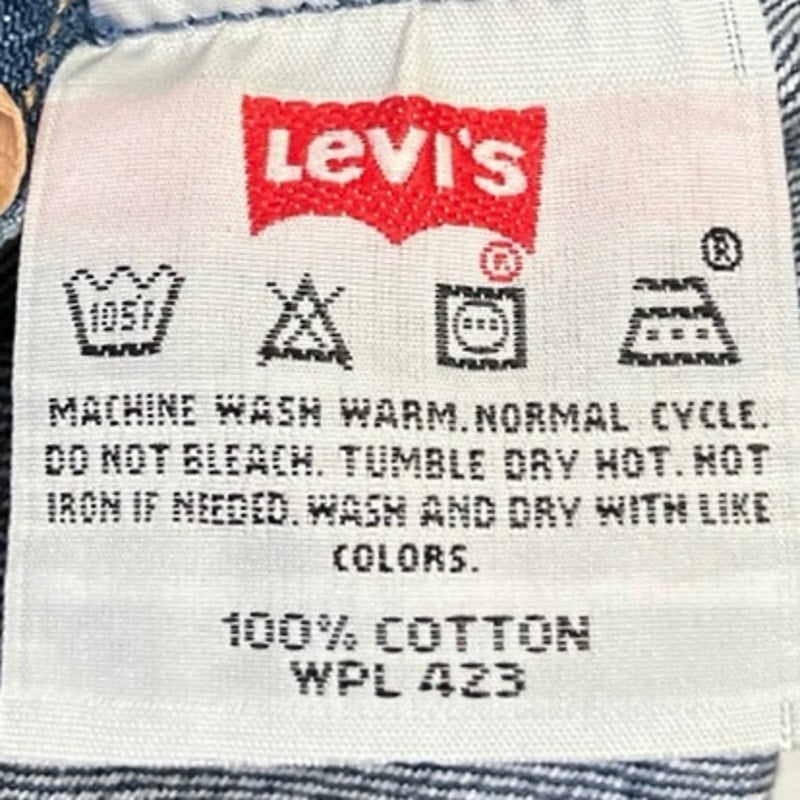 Levi's
®
®
105F
MACHINE WASH WARM. NORMAL CYCLE.
DO NOT BLEACH. TUMBLE DRY HOT. HOT
IRON IF NEEDED. WASH AND DRY WITH LIKE
COLORS.
100% COTTON
WPL 423